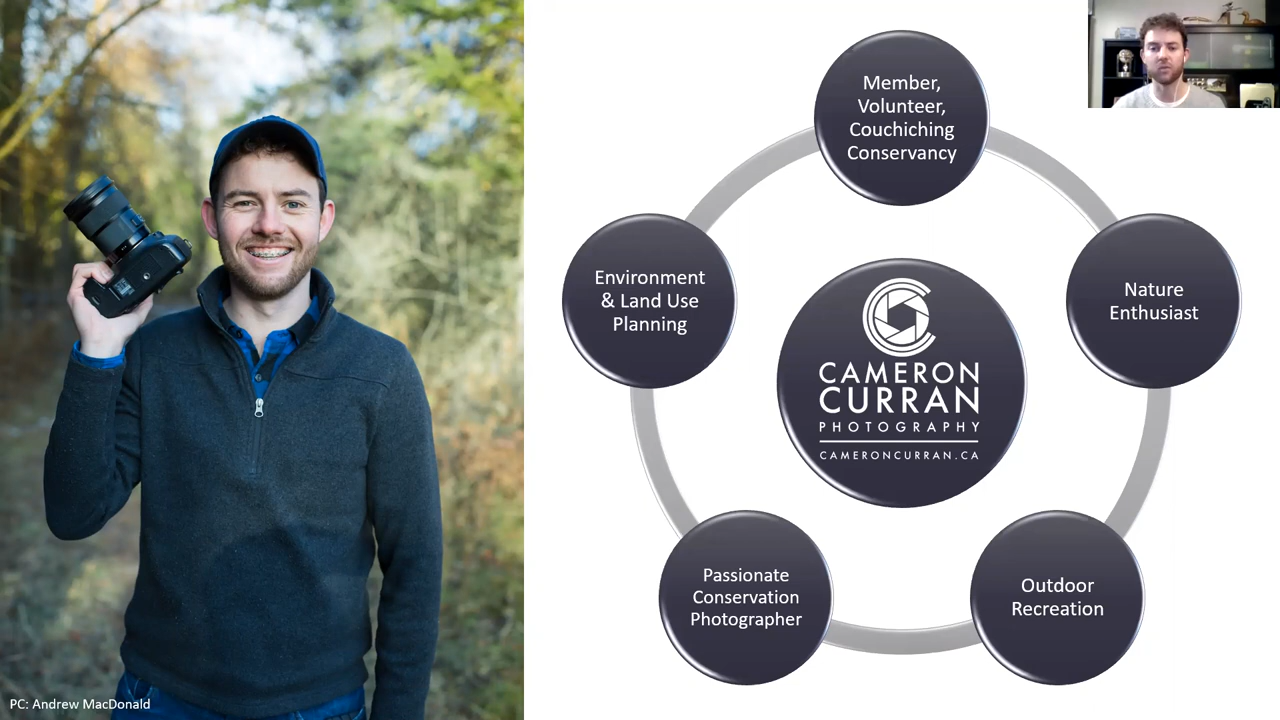 Member,
Volunteer,
Couchiching
Conservancy
Environment
& Land Use
Planning
Nature
Enthusiast
CAMERON
CURRAN
PHOTOGRAPHY
CAMERONCURRAN.CA
Passionate
Conservation
Photographer
Outdoor
Recreation
PC: Andrew MacDonald